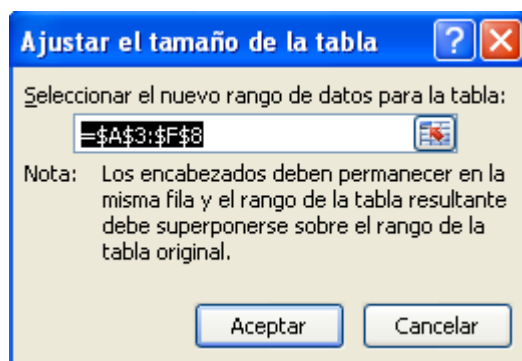 Ajustar el tamaño de la tabla
Seleccionar el nuevo rango de datos para la tabla:
=$A$3:$F$8
Nota: Los encabezados deben permanecer en la
misma fila y el rango de la tabla resultante
debe superponerse sobre el rango de la
tabla original.
Aceptar Cancelar